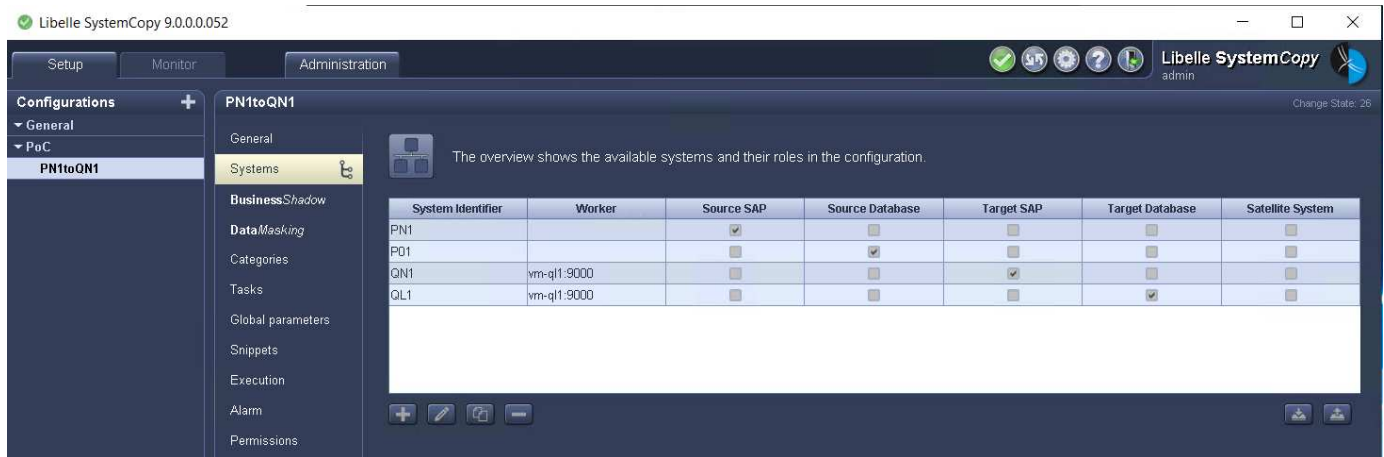 Libelle SystemCopy 9.0.0.0.052
Setup Monitor Administration
Libelle SystemCopy
admin
Configurations
PN1toQN1
Change State: 26
General
PoC
PN1toQN1
General
Systems
BusinessShadow
DataMasking
Categories
Tasks
Global parameters
Snippets
Execution
Alarm
Permissions
The overview shows the available systems and their roles in the configuration.
System Identifier Worker Source SAP Source Database Target SAP Target Database Satellite System
PN1
P01
QN1 vm-ql1:9000
QL1 vm-ql1:9000